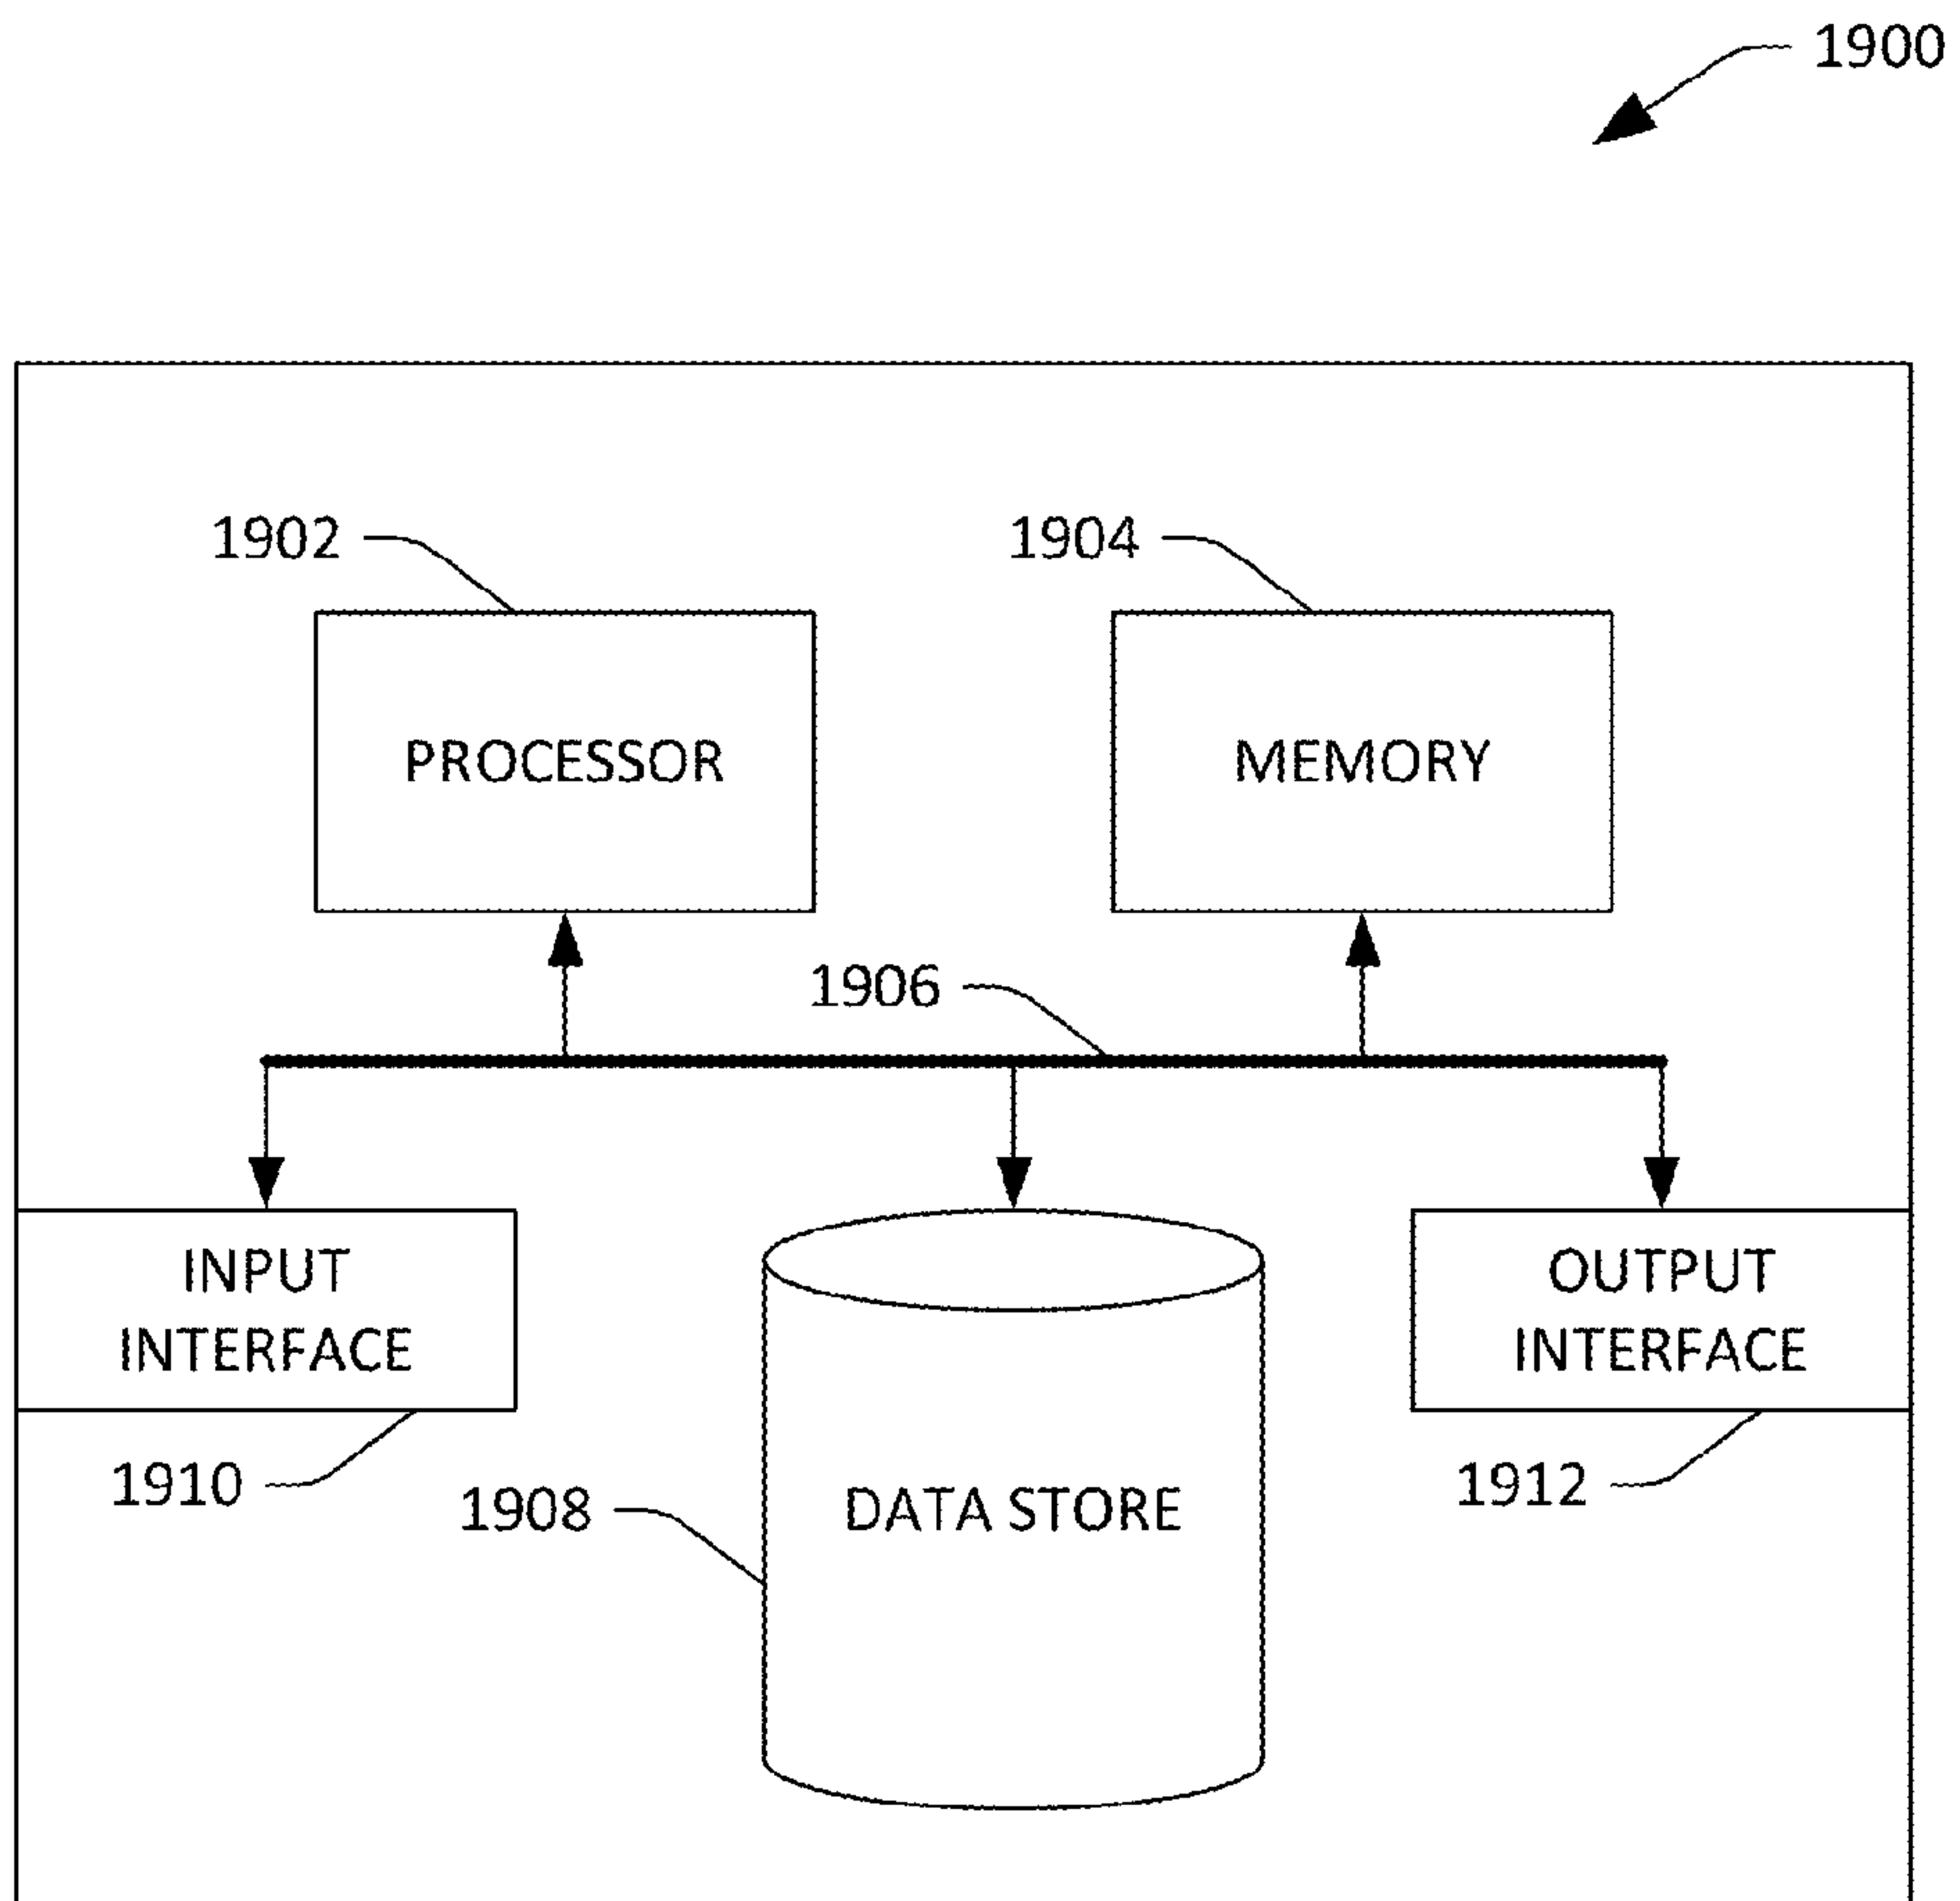 1900
1902
1904
PROCESSOR
MEMORY
1906
INPUT
INTERFACE
OUTPUT
INTERFACE
1910
1908
DATA STORE
1912